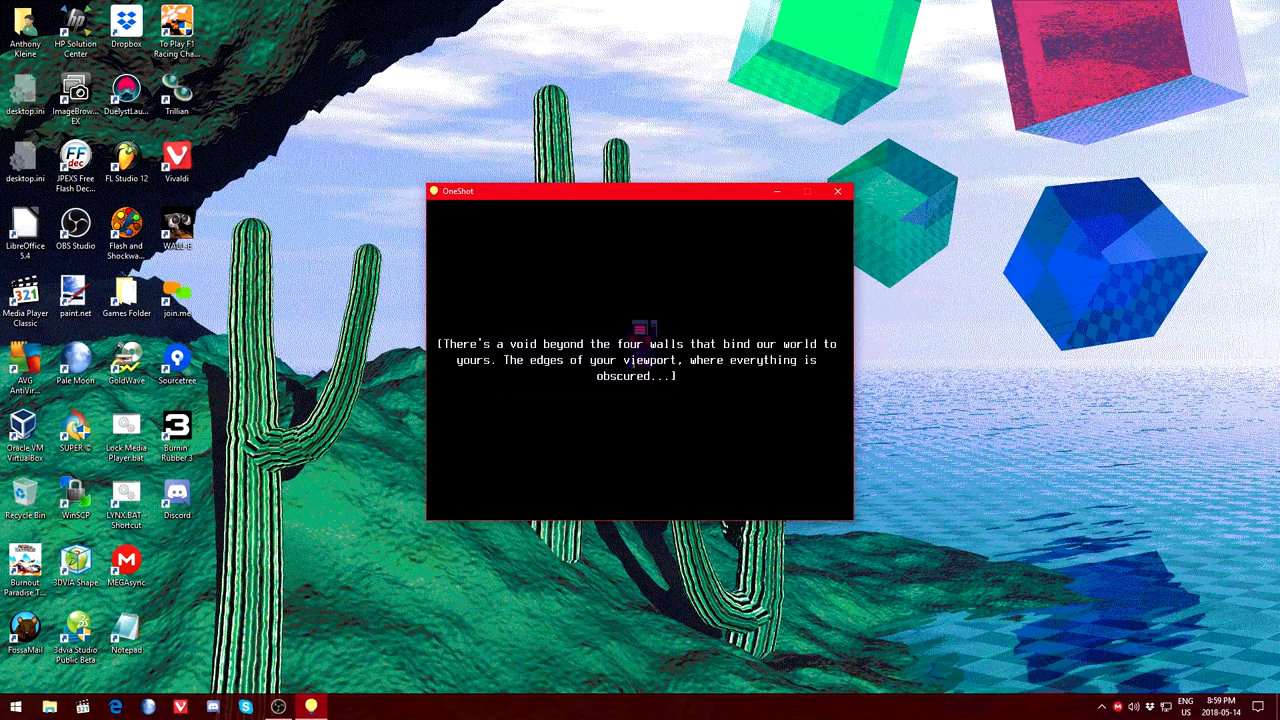 Anthony
Kleine
HP Solution
Center
Dropbox
To Play F1
Racing Cha...
desktop.ini
ImageBrow...
EX
DuelystLau...
Trillian
desktop.ini
JPEXS Free
Flash Dec...
FL Studio 12
Vivaldi
LibreOffice
5.4
OBS Studio
Flash and
Shockwa...
WALL-E
Media Player
Classic
paint.net
Games Folder
join.me
AVG
AntiVir...
Pale Moon
GoldWave
Sourcetree
Oracle VM
VirtualBox
SUPER ©
Lock Media
Player.bat
Burnin
Rubber 3
Recycle Bin
WinSCP
LYNX.BAT -
Shortcut
Discord
Burnout
Paradise T...
3DVIA Shape
MEGAsync
FossaMail
3dvia Studio
Public Beta
Notepad
OneShot
[There's a void beyond the four walls that bind our world to
yours. The edges of your viewport, where everything is
obscured...]
ENG
US
8:59 PM
2018-05-14